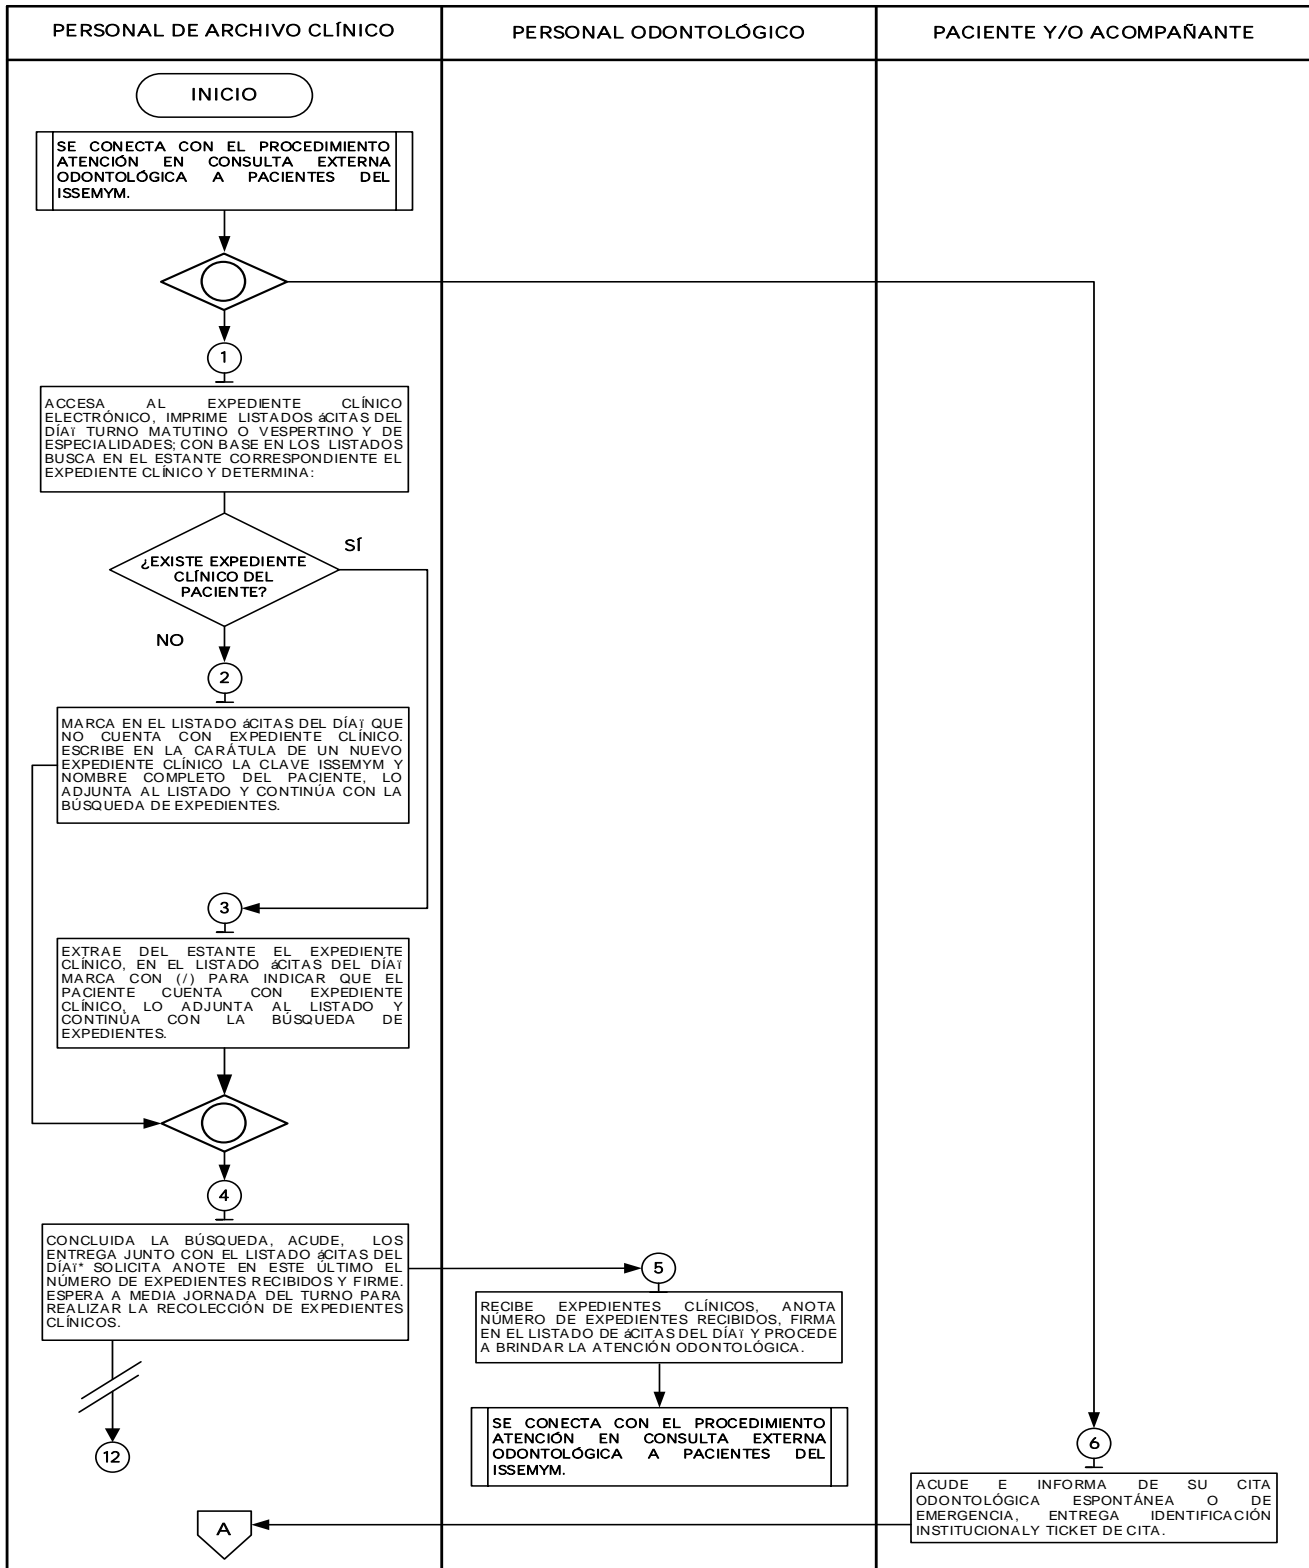 PERSONAL DE ARCHIVO CLÍNICO
PERSONAL ODONTOLÓGICO
PACIENTE Y/O ACOMPAÑANTE
INICIO
SE CONECTA CON EL PROCEDIMIENTO
ATENCIÓN EN CONSULTA EXTERNA
ODONTOLÓGICA A PACIENTES DEL
ISSEMYM.
1
ACCESA AL EXPEDIENTE CLÍNICO
ELECTRÓNICO, IMPRIME LISTADOS áCITAS DEL
DÍAï TURNO MATUTINO O VESPERTINO Y DE
ESPECIALIDADES; CON BASE EN LOS LISTADOS
BUSCA EN EL ESTANTE CORRESPONDIENTE EL
EXPEDIENTE CLÍNICO Y DETERMINA:
¿EXISTE EXPEDIENTE
CLÍNICO DEL
PACIENTE?
SÍ
NO
2
MARCA EN EL LISTADO áCITAS DEL DÍAï QUE
NO CUENTA CON EXPEDIENTE CLÍNICO.
ESCRIBE EN LA CARÁTULA DE UN NUEVO
EXPEDIENTE CLÍNICO LA CLAVE ISSEMYM Y
NOMBRE COMPLETO DEL PACIENTE, LO
ADJUNTA AL LISTADO Y CONTINÚA CON LA
BÚSQUEDA DE EXPEDIENTES.
3
EXTRAE DEL ESTANTE EL EXPEDIENTE
CLÍNICO, EN EL LISTADO áCITAS DEL DÍAï
MARCA CON (/) PARA INDICAR QUE EL
PACIENTE CUENTA CON EXPEDIENTE
CLÍNICO, LO ADJUNTA AL LISTADO Y
CONTINÚA CON LA BÚSQUEDA DE
EXPEDIENTES.
4
CONCLUIDA LA BÚSQUEDA, ACUDE, LOS
ENTREGA JUNTO CON EL LISTADO áCITAS DEL
DÍAï* SOLICITA ANOTE EN ESTE ÚLTIMO EL
NÚMERO DE EXPEDIENTES RECIBIDOS Y FIRME.
ESPERA A MEDIA JORNADA DEL TURNO PARA
REALIZAR LA RECOLECCIÓN DE EXPEDIENTES
CLÍNICOS.
12
5
RECIBE EXPEDIENTES CLÍNICOS, ANOTA
NÚMERO DE EXPEDIENTES RECIBIDOS, FIRMA
EN EL LISTADO DE áCITAS DEL DÍAï Y PROCEDE
A BRINDAR LA ATENCIÓN ODONTOLÓGICA.
SE CONECTA CON EL PROCEDIMIENTO
ATENCIÓN EN CONSULTA EXTERNA
ODONTOLÓGICA A PACIENTES DEL
ISSEMYM.
6
ACUDE E INFORMA DE SU CITA
ODONTOLÓGICA ESPONTÁNEA O DE
EMERGENCIA, ENTREGA IDENTIFICACIÓN
INSTITUCIONALY TICKET DE CITA.
A